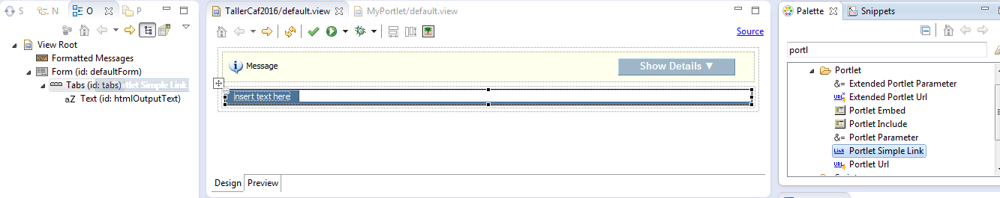 S N O P
View Root
Formatted Messages
Form (id: defaultForm)
Tabs (id: tabs) tlet Simple Link
aZ Text (id: htmlOutputText)
TallerCaf2016/default.view
MyPortlet/default.view
Source
Message
Show Details ▼
Insert text here
Design
Preview
Palette
Snippets
portl
Portlet
&= Extended Portlet Parameter
URL Extended Portlet Url
Portlet Embed
Portlet Include
&= Portlet Parameter
Link Portlet Simple Link
URL Portlet Url